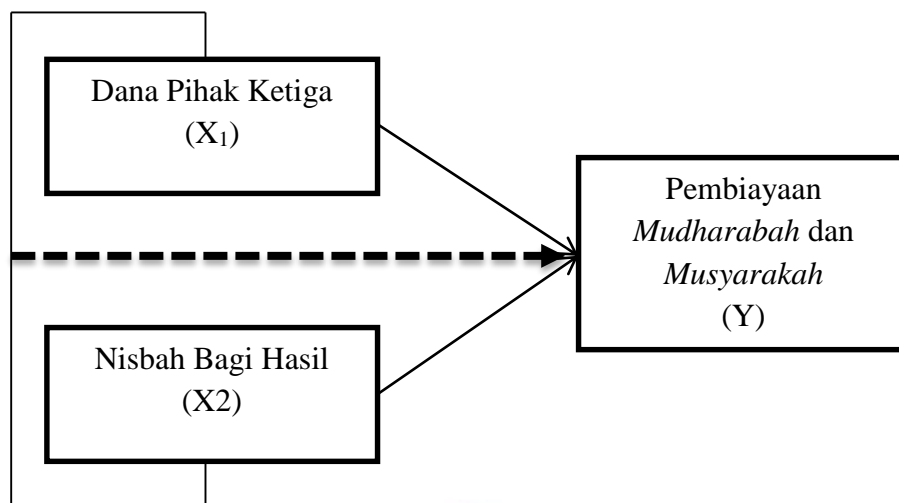 Dana Pihak Ketiga
(X₁)
Pembiayaan
Mudharabah dan
Musyarakah
(Y)
Nisbah Bagi Hasil
(X2)